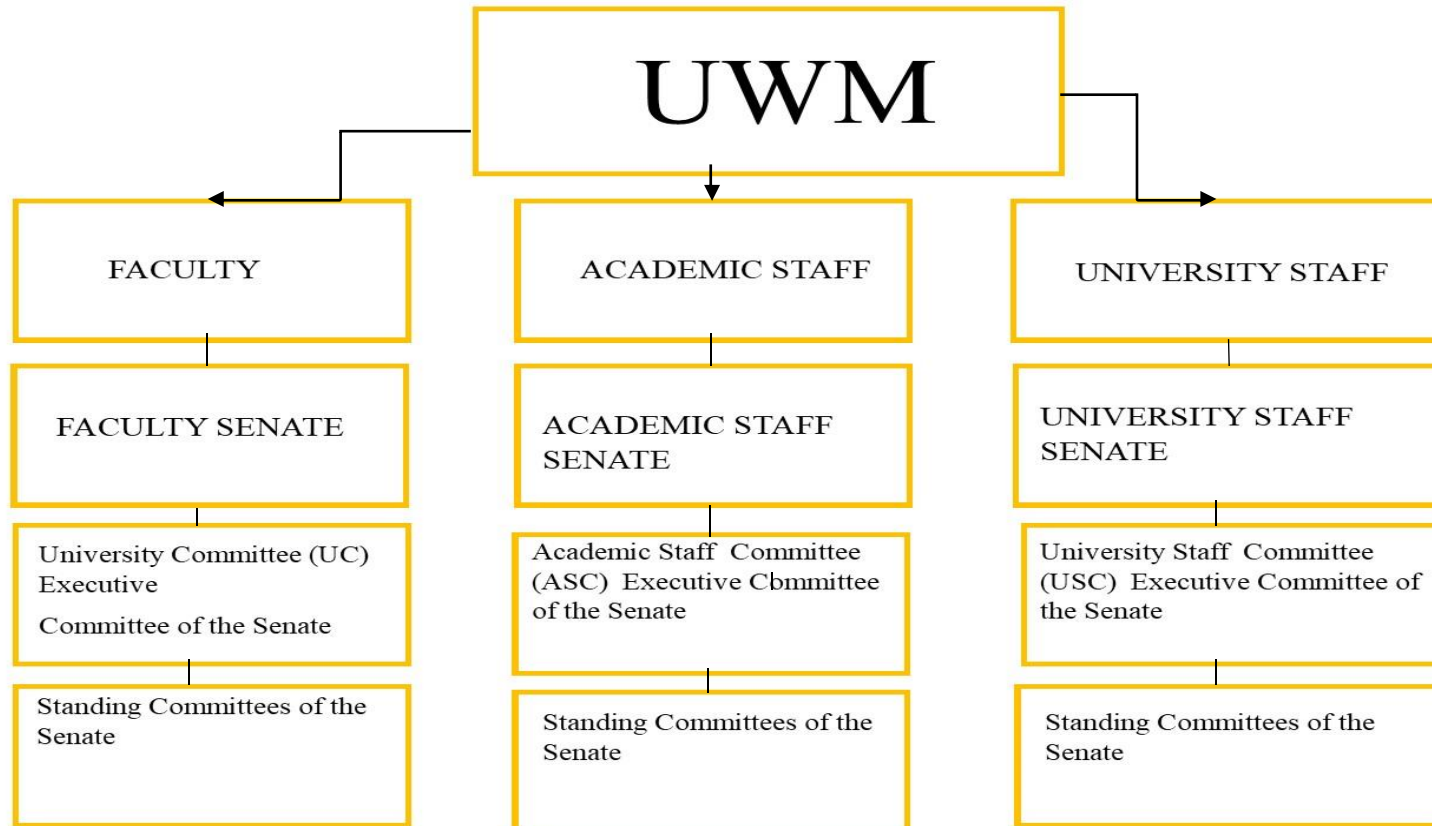 UWM
FACULTY
ACADEMIC STAFF
UNIVERSITY STAFF
FACULTY SENATE
ACADEMIC STAFF
SENATE
UNIVERSITY STAFF
SENATE
University Committee (UC)
Executive
Committee of the Senate
Academic Staff Committee
(ASC) Executive Committee
of the Senate
University Staff Committee
(USC) Executive Committee of
the Senate
Standing Committees of the
Senate
Standing Committees of the
Senate
Standing Committees of the
Senate